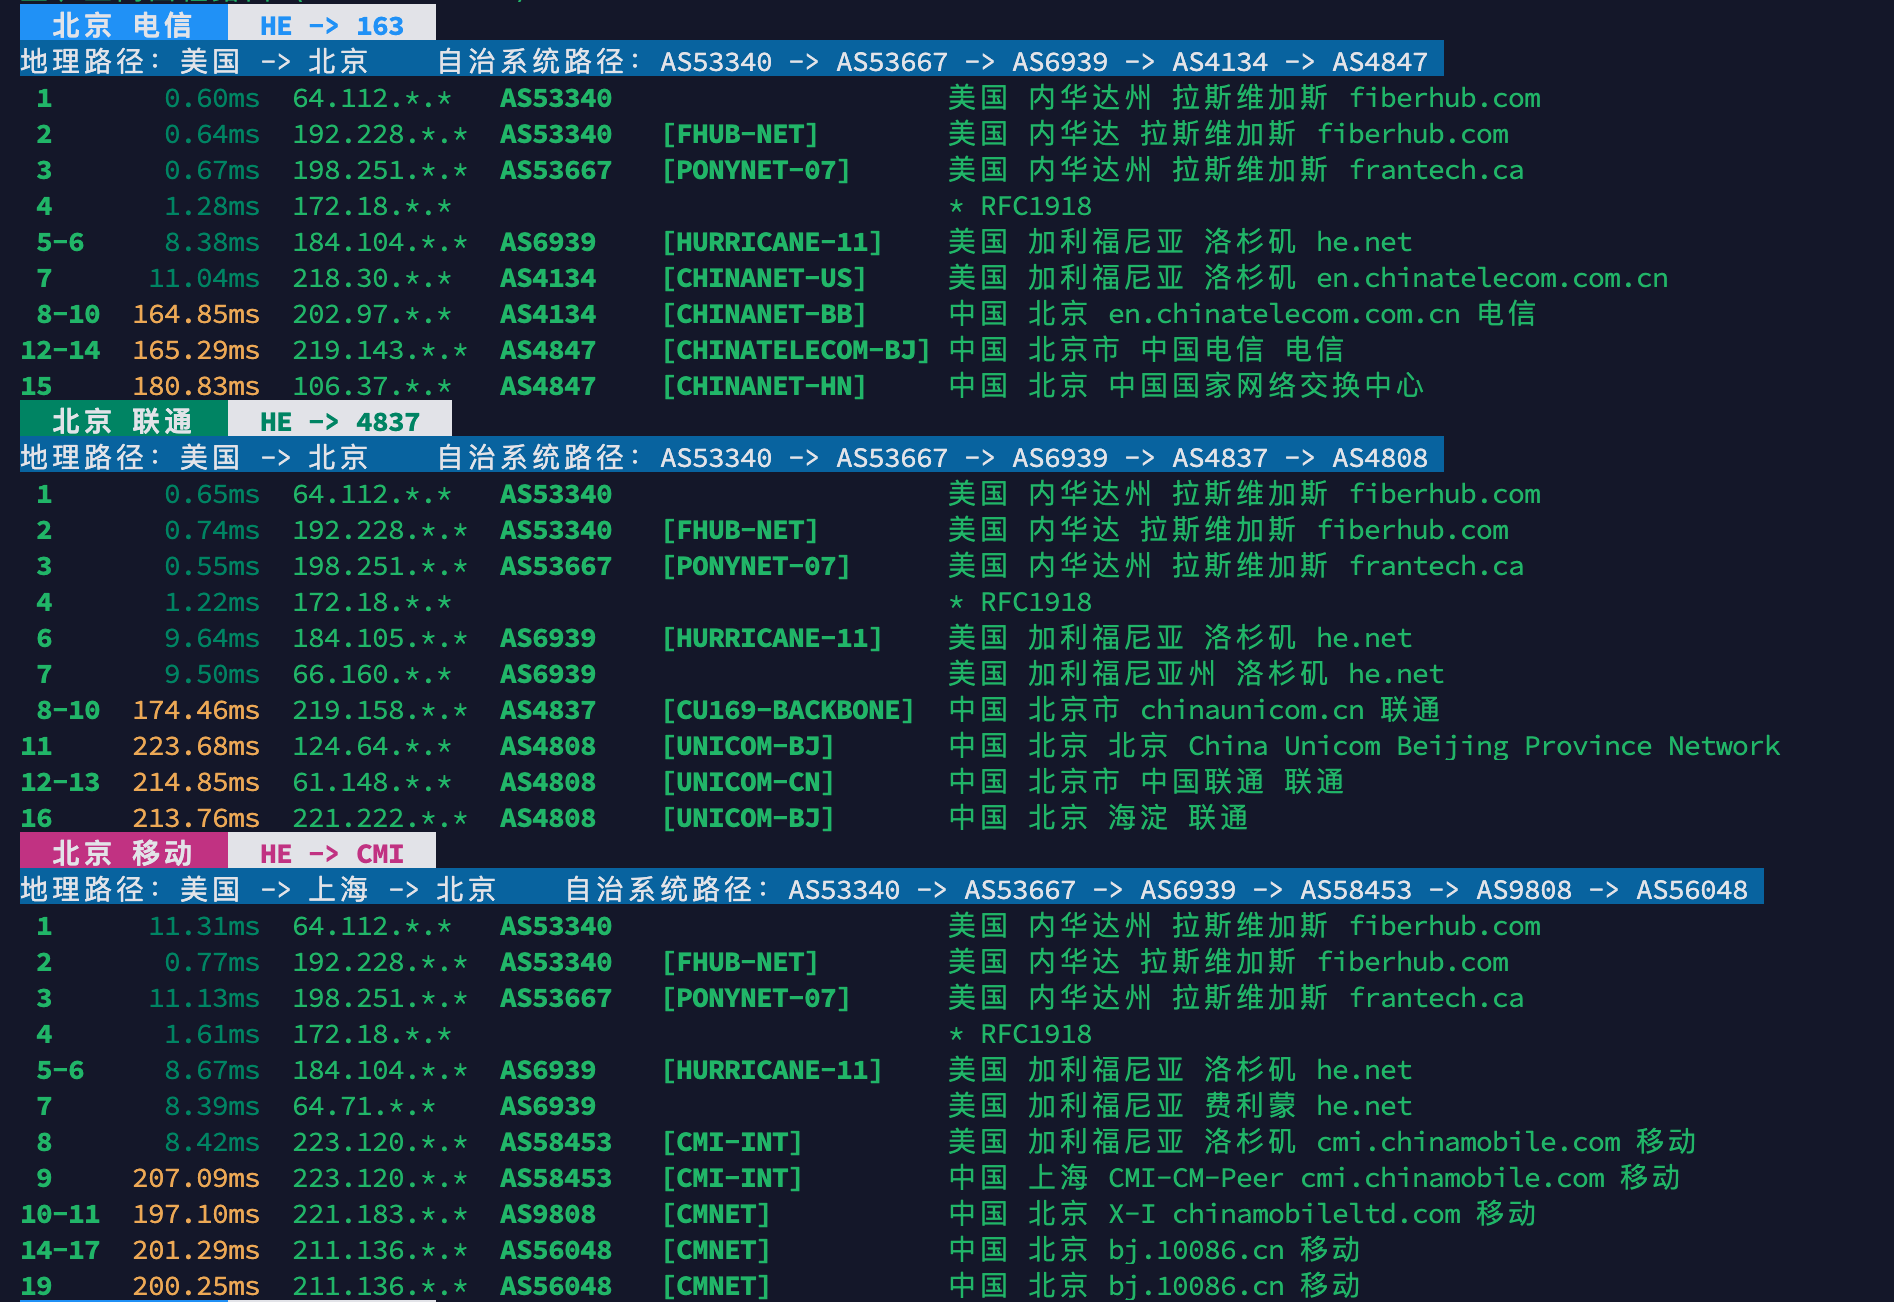 北京 电信 HE -> 163
地理路径: 美国 -> 北京 自治系统路径: AS53340 -> AS53667 -> AS6939 -> AS4134 -> AS4847
1 0.60ms 64.112.*.* AS53340 美国 内华达州 拉斯维加斯 fiberhub.com
2 0.64ms 192.228.*.* AS53340 [FHUB-NET] 美国 内华达 拉斯维加斯 fiberhub.com
3 0.67ms 198.251.*.* AS53667 [PONYNET-07] 美国 内华达州 拉斯维加斯 frantech.ca
4 1.28ms 172.18.*.* * RFC1918
5-6 8.38ms 184.104.*.* AS6939 [HURRICANE-11] 美国 加利福尼亚 洛杉矶 he.net
7 11.04ms 218.30.*.* AS4134 [CHINANET-US] 美国 加利福尼亚 洛杉矶 en.chinatelecom.com.cn
8-10 164.85ms 202.97.*.* AS4134 [CHINANET-BB] 中国 北京 en.chinatelecom.com.cn 电信
12-14 165.29ms 219.143.*.* AS4847 [CHINATELECOM-BJ] 中国 北京市 中国电信 电信
15 180.83ms 106.37.*.* AS4847 [CHINANET-HN] 中国 北京 中国国家网络交换中心
北京 联通 HE -> 4837
地理路径: 美国 -> 北京 自治系统路径: AS53340 -> AS53667 -> AS6939 -> AS4837 -> AS4808
1 0.65ms 64.112.*.* AS53340 美国 内华达州 拉斯维加斯 fiberhub.com
2 0.74ms 192.228.*.* AS53340 [FHUB-NET] 美国 内华达 拉斯维加斯 fiberhub.com
3 0.55ms 198.251.*.* AS53667 [PONYNET-07] 美国 内华达州 拉斯维加斯 frantech.ca
4 1.22ms 172.18.*.* * RFC1918
6 9.64ms 184.105.*.* AS6939 [HURRICANE-11] 美国 加利福尼亚 洛杉矶 he.net
7 9.50ms 66.160.*.* AS6939 美国 加利福尼亚州 洛杉矶 he.net
8-10 174.46ms 219.158.*.* AS4837 [CU169-BACKBONE] 中国 北京市 chinaunicom.cn 联通
11 223.68ms 124.64.*.* AS4808 [UNICOM-BJ] 中国 北京 北京 China Unicom Beijing Province Network
12-13 214.85ms 61.148.*.* AS4808 [UNICOM-CN] 中国 北京市 中国联通 联通
16 213.76ms 221.222.*.* AS4808 [UNICOM-BJ] 中国 北京 海淀 联通
北京 移动 HE -> CMI
地理路径: 美国 -> 上海 -> 北京 自治系统路径: AS53340 -> AS53667 -> AS6939 -> AS58453 -> AS9808 -> AS56048
1 11.31ms 64.112.*.* AS53340 美国 内华达州 拉斯维加斯 fiberhub.com
2 0.77ms 192.228.*.* AS53340 [FHUB-NET] 美国 内华达 拉斯维加斯 fiberhub.com
3 11.13ms 198.251.*.* AS53667 [PONYNET-07] 美国 内华达州 拉斯维加斯 frantech.ca
4 1.61ms 172.18.*.* * RFC1918
5-6 8.67ms 184.104.*.* AS6939 [HURRICANE-11] 美国 加利福尼亚 洛杉矶 he.net
7 8.39ms 64.71.*.* AS6939 美国 加利福尼亚 费利蒙 he.net
8 8.42ms 223.120.*.* AS58453 [CMI-INT] 美国 加利福尼亚 洛杉矶 cmi.chinamobile.com 移动
9 207.09ms 223.120.*.* AS58453 [CMI-INT] 中国 上海 CMI-CM-Peer cmi.chinamobile.com 移动
10-11 197.10ms 221.183.*.* AS9808 [CMNET] 中国 北京 X-I chinamobileltd.com 移动
14-17 201.29ms 211.136.*.* AS56048 [CMNET] 中国 北京 bj.10086.cn 移动
19 200.25ms 211.136.*.* AS56048 [CMNET] 中国 北京 bj.10086.cn 移动